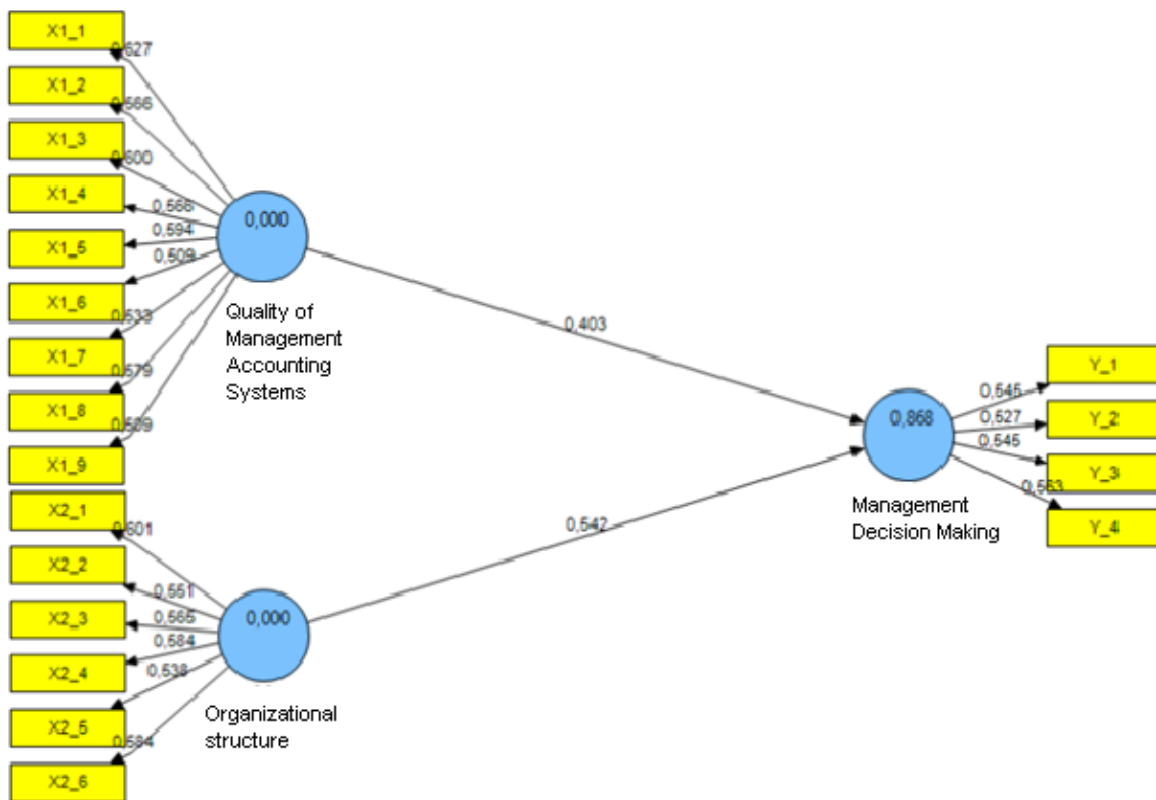 X1_1
0,627
X1_2
0,566
X1_3
0,600
X1_4
0,566
0,594
X1_5
0,509
X1_6
0,533
X1_7
0,579
X1_8
0,509
X1_9
0,000
Quality of
Management
Accounting
Systems
0,403
X2_1
0,601
X2_2
0,551
X2_3
0,565
0,584
X2_4
0,538
X2_5
0,584
X2_6
0,000
Organizational
structure
0,542
0,868
Management
Decision Making
Y_1
0,545
0,527
Y_2
0,545
Y_3
0,553
Y_4